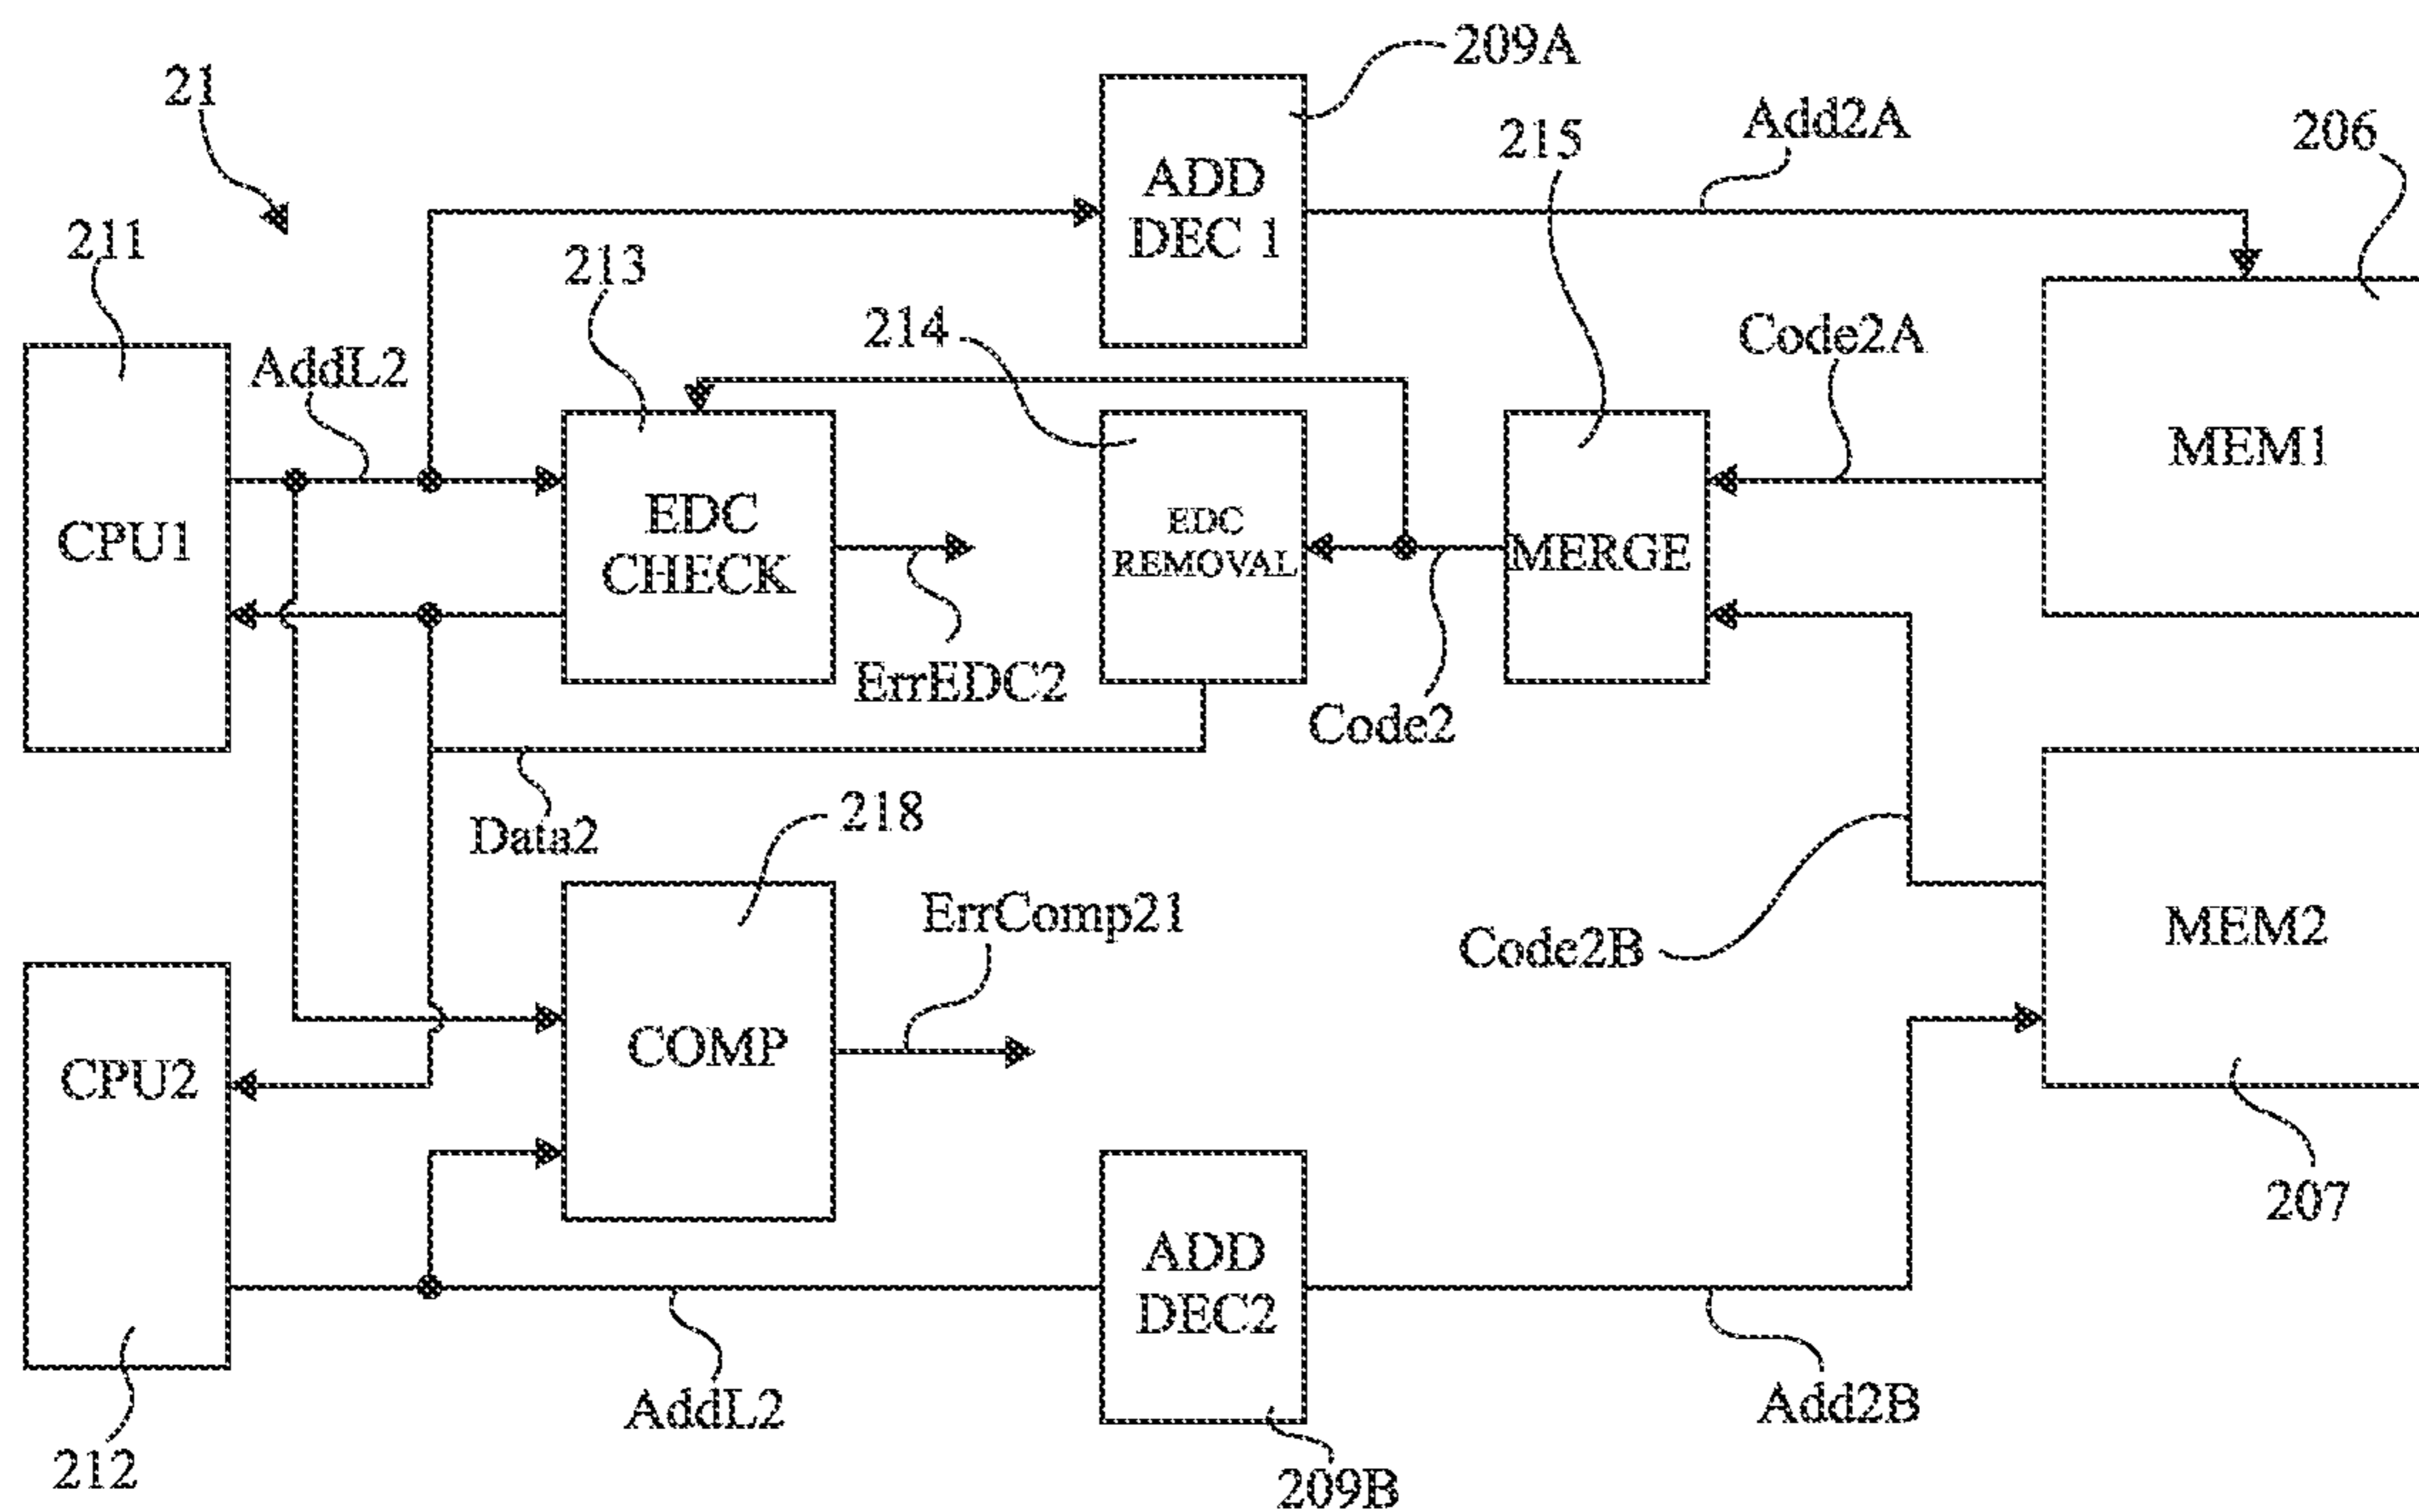 209A
21
Add2A
215
206
ADD
DEC 1
211
213
214
Code2A
AddL2
MEM1
EDC
CHECK
EDC
REMOVAL
MERGE
CPU1
ErrEDC2
Code2
218
Data2
ErrComp21
Code2B
MEM2
COMP
CPU2
207
ADD
DEC2
AddL2
Add2B
212
209B